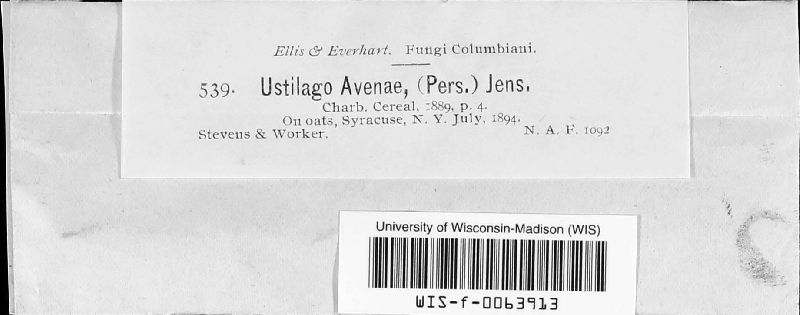 Ellis & Everhart. Fungi Columbiani.
539. Ustilago Avenae, (Pers.) Jens.
Charb. Cereal, 1889, p. 4.
On oats, Syracuse, N. Y. July, 1894.
Stevens & Worker. N. A. F. 1092
University of Wisconsin-Madison (WIS)
WIS-f-0063913